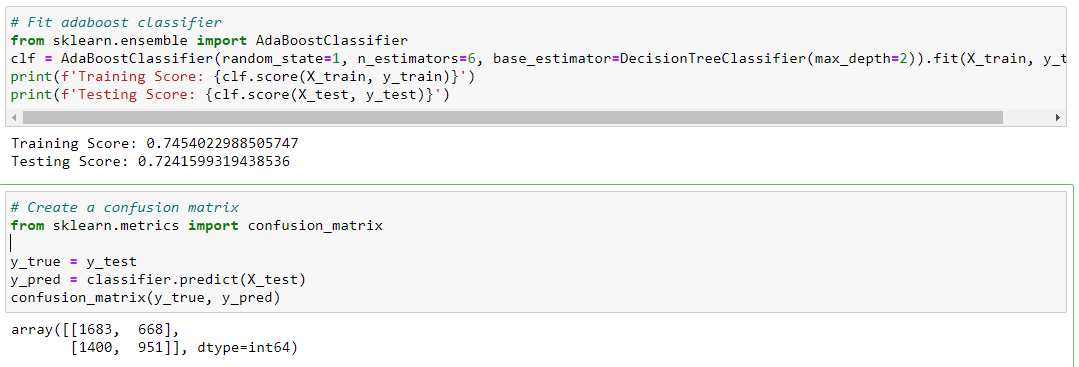 # Fit adaboost classifier
from sklearn.ensemble import AdaBoostClassifier
clf = AdaBoostClassifier(random_state=1, n_estimators=6, base_estimator=DecisionTreeClassifier(max_depth=2)).fit(X_train, y_t
print(f'Training Score: {clf.score(X_train, y_train)}')
print(f'Testing Score: {clf.score(X_test, y_test)}')
Training Score: 0.7454022988505747
Testing Score: 0.7241599319438536
# Create a confusion matrix
from sklearn.metrics import confusion_matrix
y_true = y_test
y_pred = classifier.predict(X_test)
confusion_matrix(y_true, y_pred)
array([[1683,  668],
       [1400,  951]], dtype=int64)